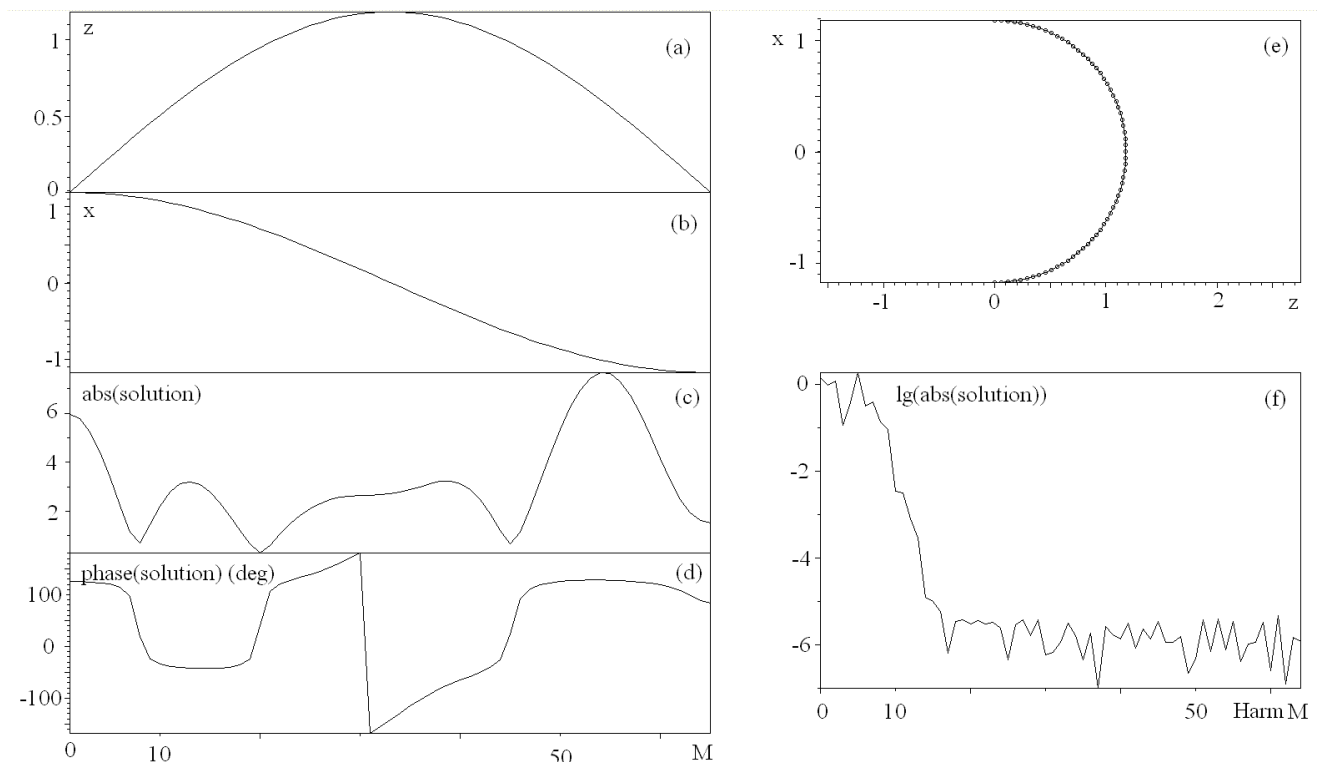 z
(a)
1
0.5
0
x
(b)
1
0
-1
abs(solution)
(c)
6
4
2
phase(solution) (deg)
(d)
100
0
-100
0
10
50
M
x
(e)
1
0
-1
-1
0
1
2
z
lg(abs(solution))
(f)
0
-2
-4
-6
0
10
50
Harm M